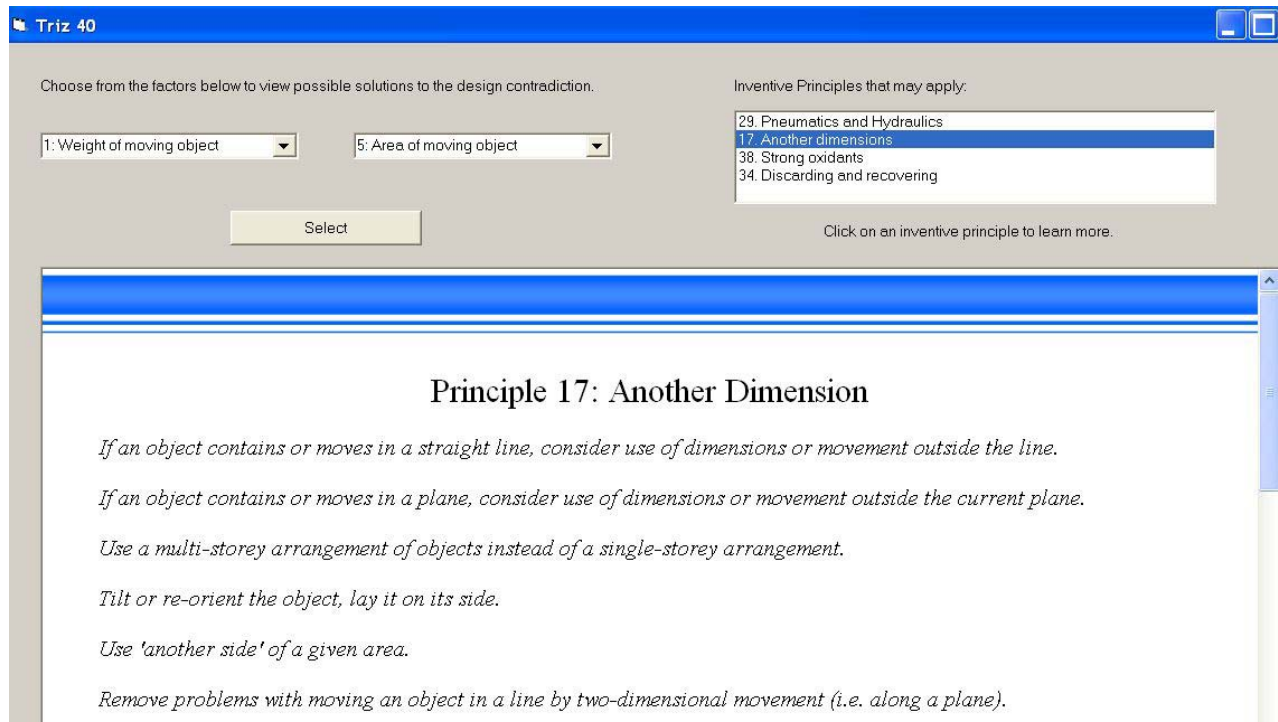 Triz 40
Choose from the factors below to view possible solutions to the design contradiction.
1: Weight of moving object
5: Area of moving object
Select
Inventive Principles that may apply:
29. Pneumatics and Hydraulics
17. Another dimensions
38. Strong oxidants
34. Discarding and recovering
Click on an inventive principle to learn more.
Principle 17: Another Dimension
If an object contains or moves in a straight line, consider use of dimensions or movement outside the line.
If an object contains or moves in a plane, consider use of dimensions or movement outside the current plane.
Use a multi-storey arrangement of objects instead of a single-storey arrangement.
Tilt or re-orient the object, lay it on its side.
Use 'another side' of a given area.
Remove problems with moving an object in a line by two-dimensional movement (i.e. along a plane).